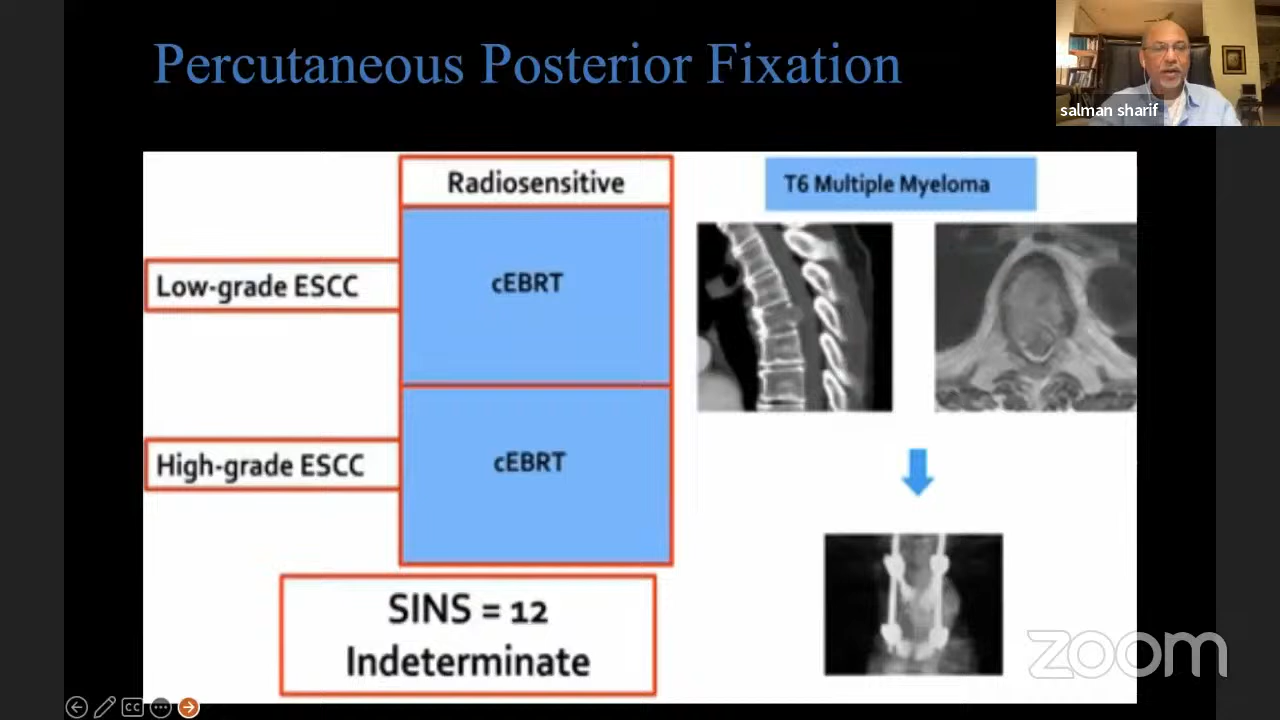 Percutaneous Posterior Fixation
salman sharif
Radiosensitive
T6 Multiple Myeloma
Low-grade ESCC
cEBRT
High-grade ESCC
cEBRT
SINS = 12
Indeterminate
zoom
CC